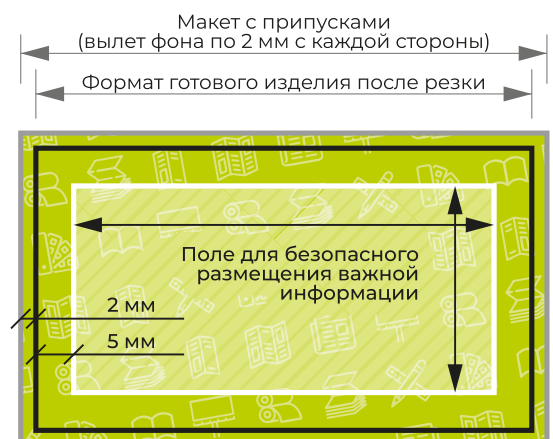 Макет с припусками
(вылет фона по 2 мм с каждой стороны)
Формат готового изделия после резки
Поле для безопасного
размещения важной
информации
2 мм
5 мм